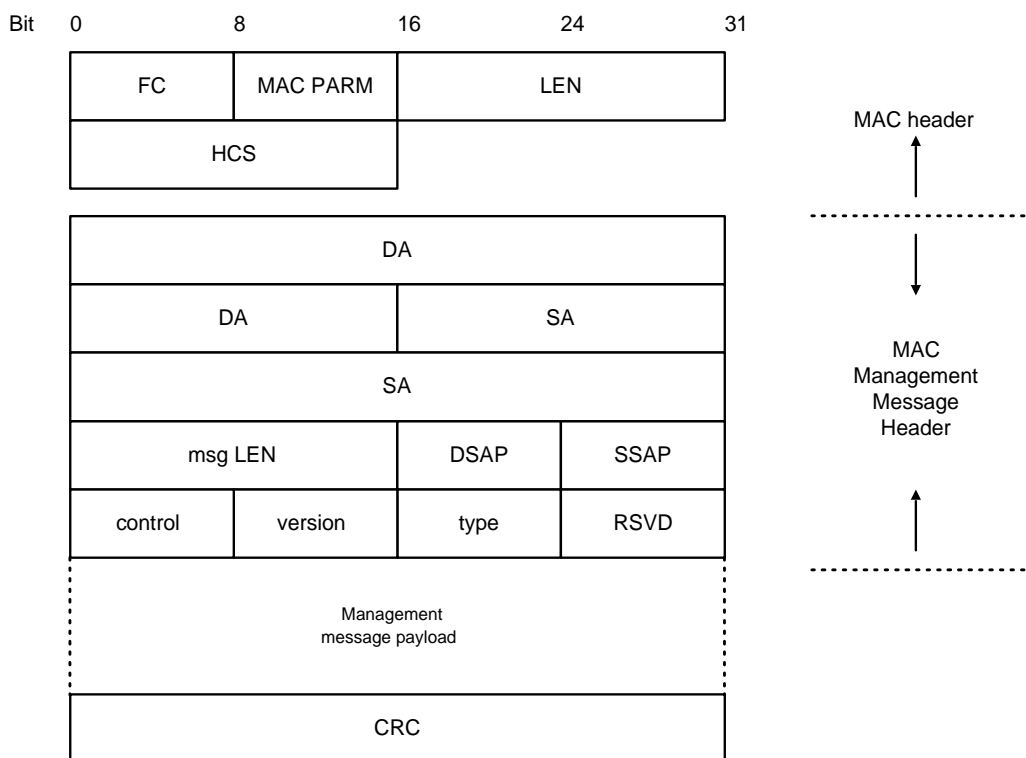 Bit 0 8 16 24 31
FC MAC PARM LEN
HCS
MAC header
DA
DA SA
SA
MAC
Management
Message
Header
msg LEN DSAP SSAP
control version type RSVD
Management
message payload
CRC